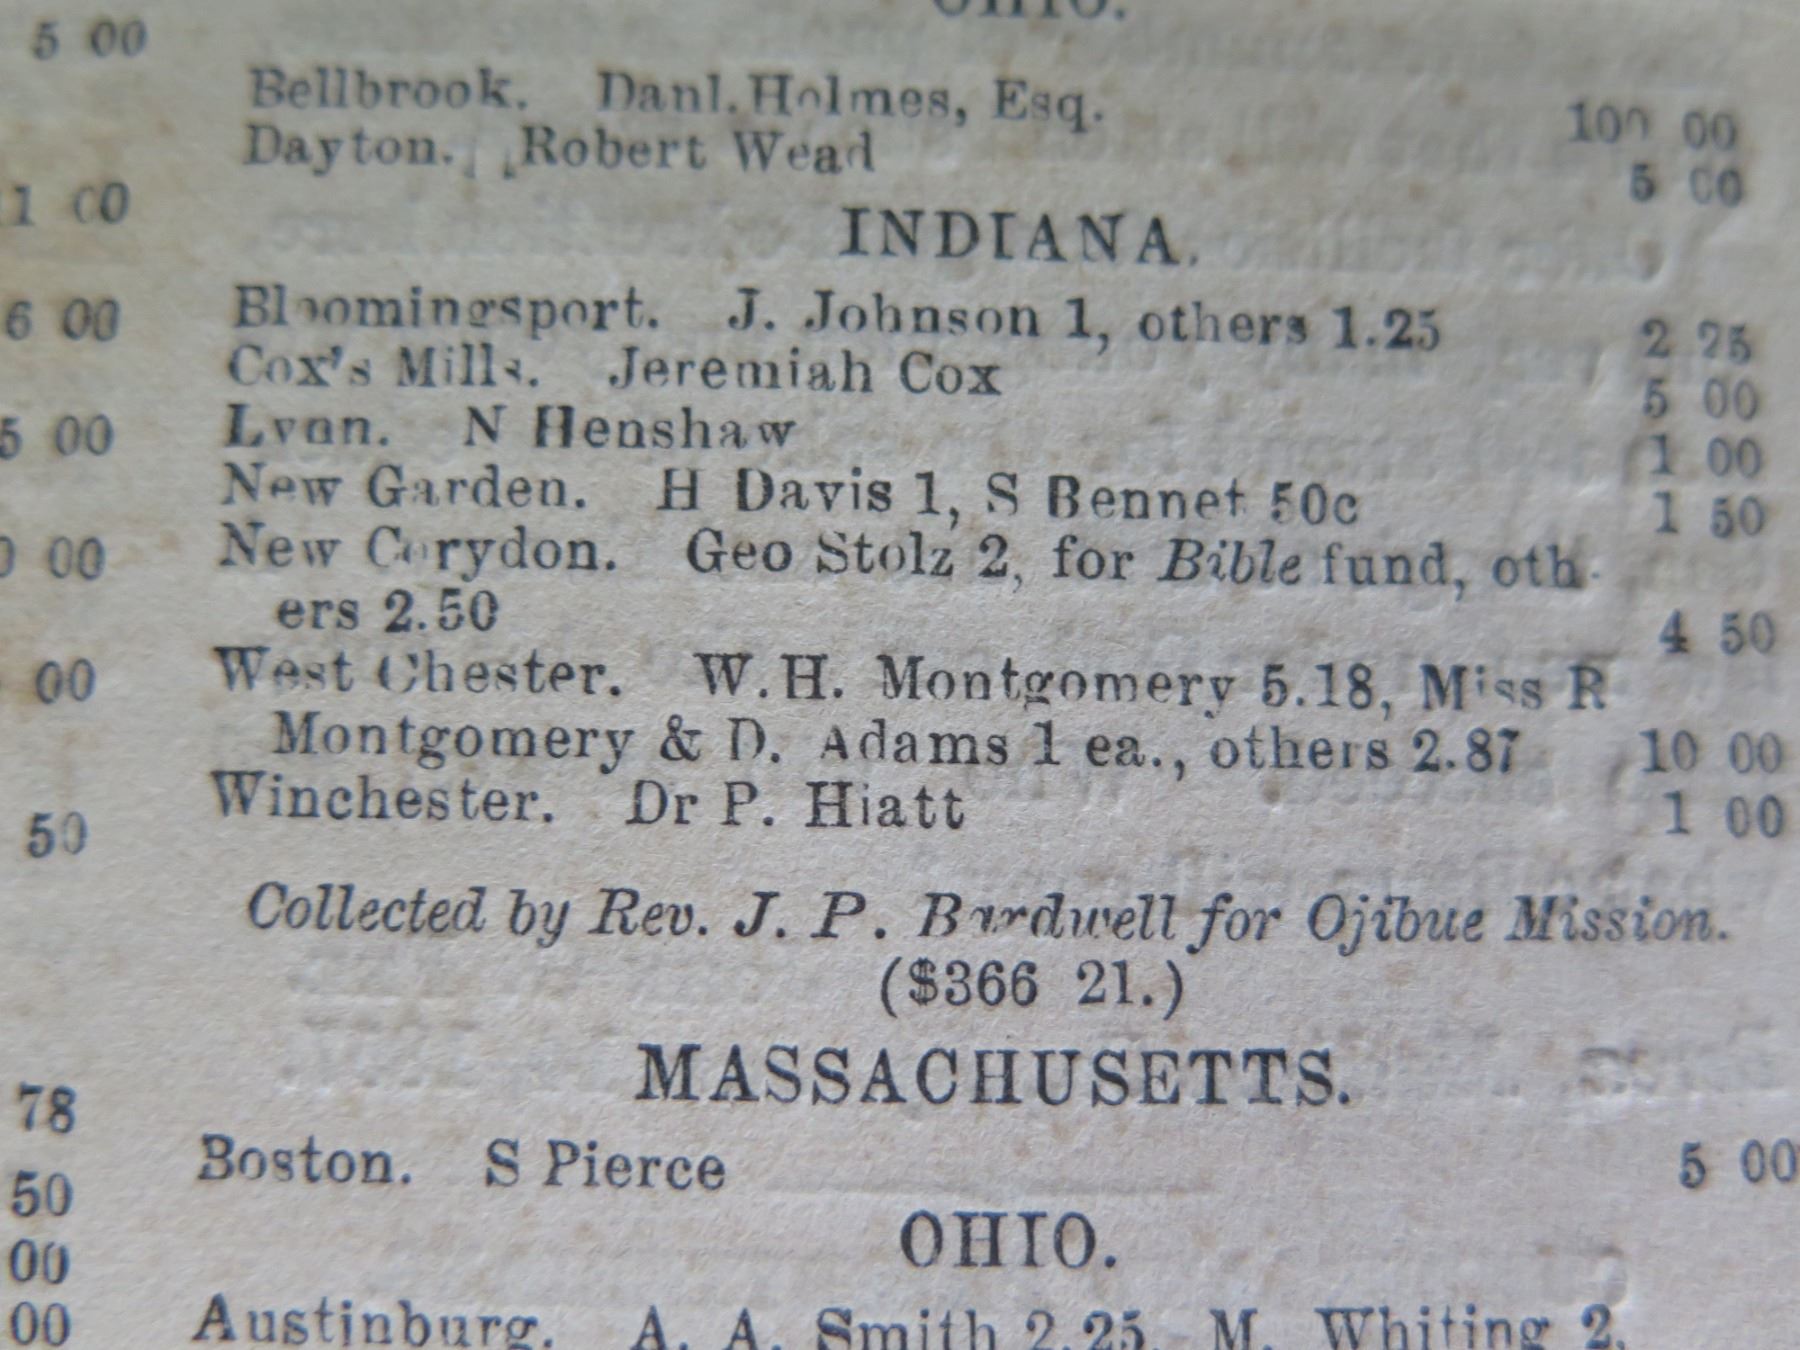 OHIO.
5 00
Bellbrook. Danl. Holmes, Esq. 100 00
Dayton. Robert Wead 5 00
11 00
INDIANA.
Bloomingsport. J. Johnson 1, others 1.25 2 25
6 00
Cox's Mills. Jeremiah Cox 5 00
Lynn. N Henshaw 1 00
5 00
New Garden. H Davis 1, S Bennet 50c 1 50
New Corydon. Geo Stolz 2, for Bible fund, oth-
0 00
ers 2.50 4 50
West Chester. W. H. Montgomery 5.18, Miss R
00
Montgomery & D. Adams 1 ea., others 2.87 10 00
Winchester. Dr P. Hiatt 1 00
50
Collected by Rev. J. P. Bardwell for Ojibue Mission.
($366 21.)
MASSACHUSETTS.
78
Boston. S Pierce 5 00
50
OHIO.
00
Austinburg. A. A. Smith 2.25, M. Whiting 2,
00